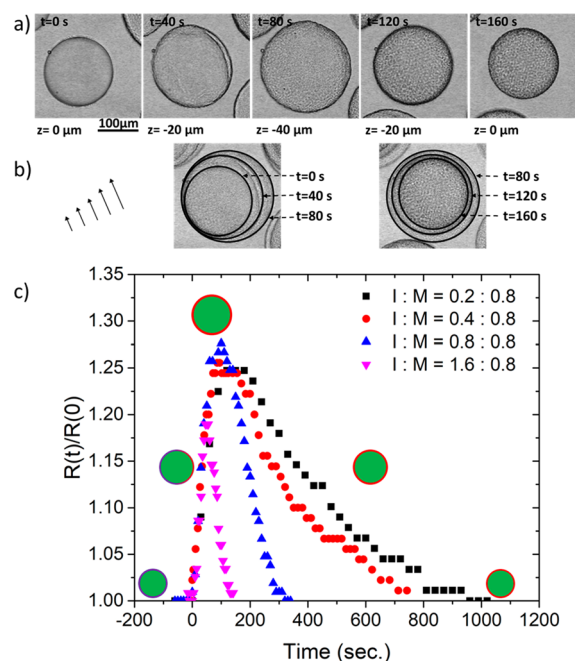 a)
t=0 s
t=40 s
t=80 s
t=120 s
t=160 s
100µm
z= 0 µm
z= -20 µm
z= -40 µm
z= -20 µm
z= 0 µm
b)
t=0 s
t=40 s
t=80 s
t=80 s
t=120 s
t=160 s
c)
I : M = 0.2 : 0.8
I : M = 0.4 : 0.8
I : M = 0.8 : 0.8
I : M = 1.6 : 0.8
R(t)/R(0)
1.35
1.30
1.25
1.20
1.15
1.10
1.05
1.00
-200 0 200 400 600 800 1000 1200
Time (sec.)